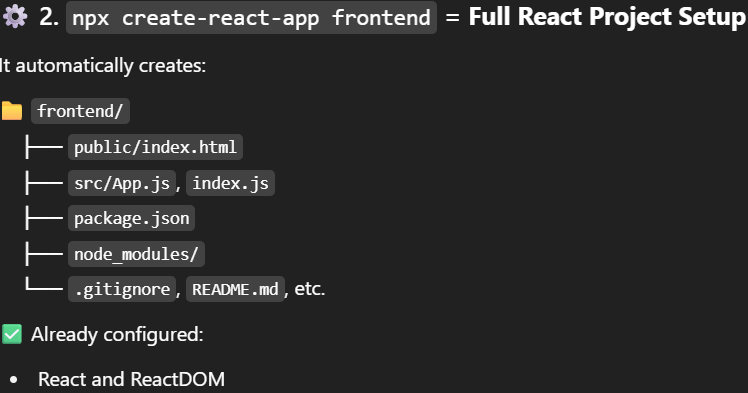 ⚙️ 2. npx create-react-app frontend = Full React Project Setup
It automatically creates:
📁 frontend/
├── public/index.html
├── src/App.js, index.js
├── package.json
├── node_modules/
└── .gitignore, README.md, etc.
✅ Already configured:
• React and ReactDOM